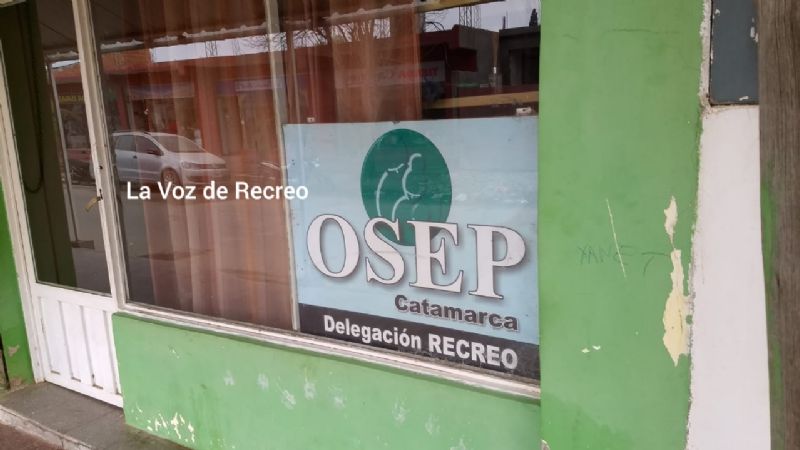 La Voz de Recreo
OSEP
Catamarca
Delegación RECREO